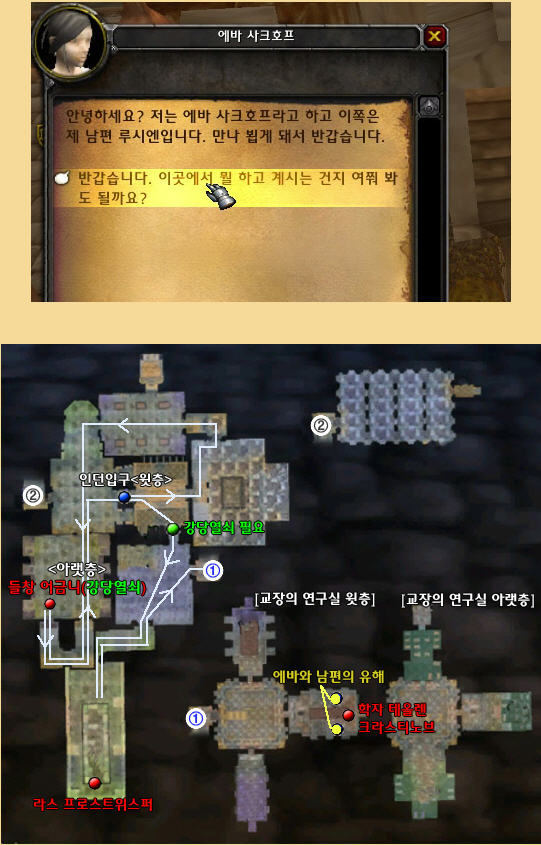 에바 사크호프
안녕하세요? 저는 에바 사크호프라고 하고 이쪽은
제 남편 루시엔입니다. 만나 뵙게 돼서 반갑습니다.
반갑습니다. 이곳에서 뭘 하고 계시는 건지 여쭤 봐
도 될까요?
②
인던입구<윗층>
②
강당열쇠 필요
<아랫층>
들창 어금니(강당열쇠)
①
[교장의 연구실 윗층]
[교장의 연구실 아랫층]
에바와 남편의 유해
①
학자 테올렌
크라스티노브
라스 프로스트위스퍼